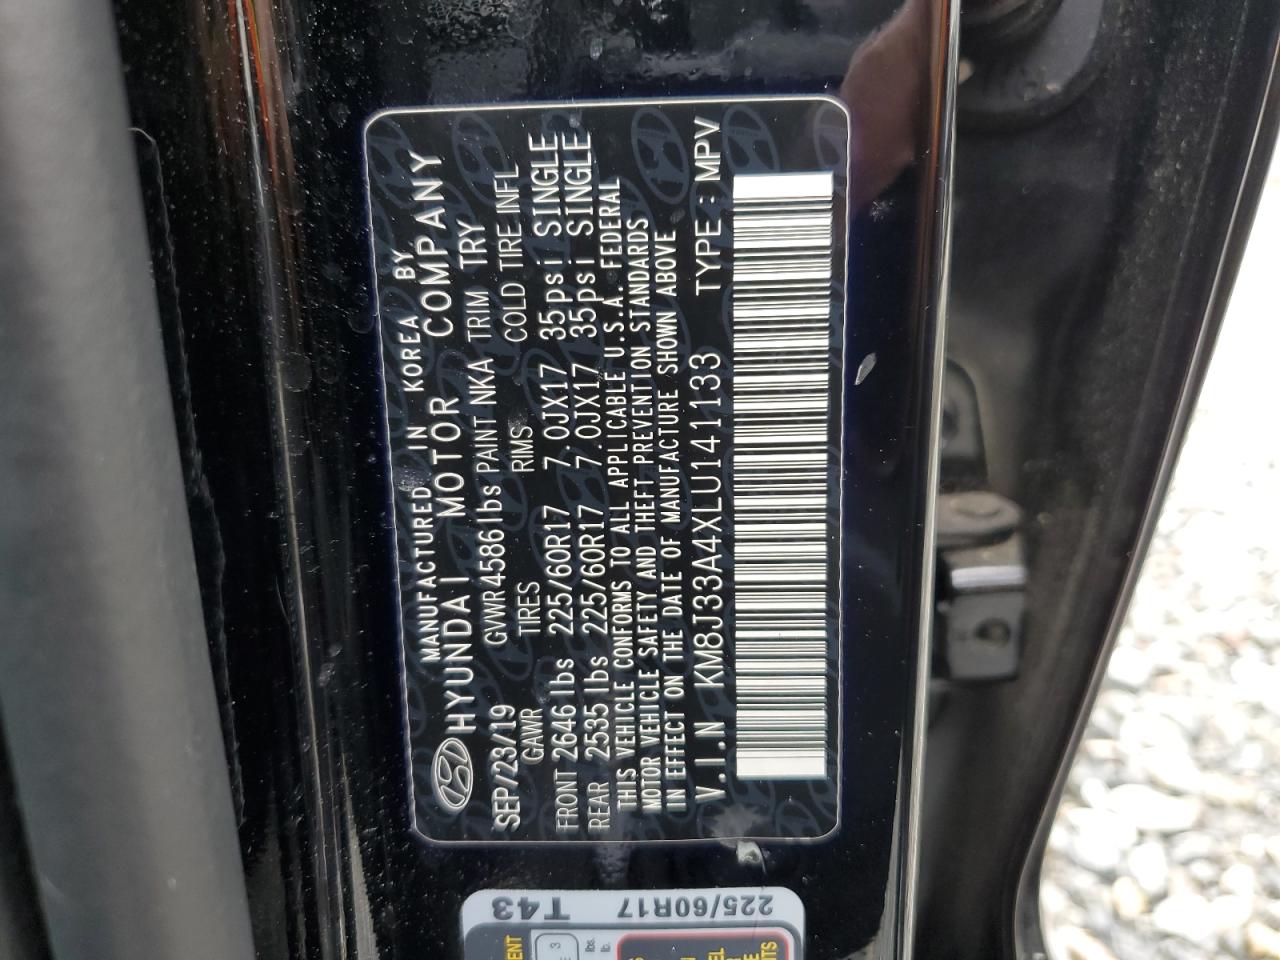 MANUFACTURED IN KOREA BY
HYUNDAI MOTOR COMPANY
SEP/23/19 GVWR4586lbs PAINT NKA TRIM TRY
GAWR TIRES RIMS COLD TIRE INFL
FRONT 2646lbs 225/60R17 7.0JX17 35psi SINGLE
REAR 2535lbs 225/60R17 7.0JX17 35psi SINGLE
THIS VEHICLE CONFORMS TO ALL APPLICABLE U.S.A. FEDERAL
MOTOR VEHICLE SAFETY AND THEFT PREVENTION STANDARDS
IN EFFECT ON THE DATE OF MANUFACTURE SHOWN ABOVE
V.I.N KM8J33A4XLU141133 TYPE:MPV
225/60R17 T43